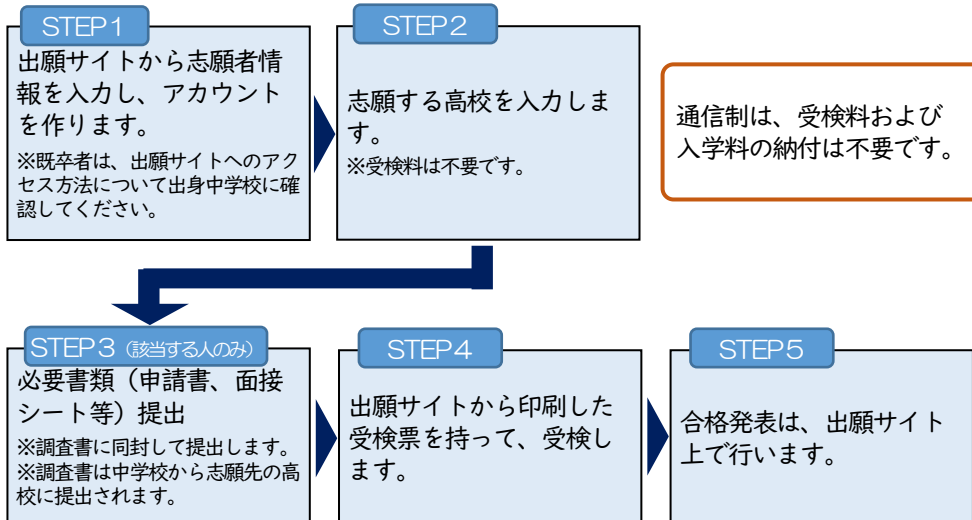 STEP1
出願サイトから志願者情
報を入力し、アカウント
を作ります。
※既卒者は、出願サイトへのアク
セス方法について出身中学校に確
認してください。
STEP2
志願する高校を入力しま
す。
※受検料は不要です。
通信制は、受検料および
入学料の納付は不要です。
STEP3（該当する人のみ）
必要書類（申請書、面接
シート等）提出
※調査書に同封して提出します。
※調査書は中学校から志願先の高
校に提出されます。
STEP4
出願サイトから印刷した
受検票を持って、受検し
ます。
STEP5
合格発表は、出願サイト
上で行います。